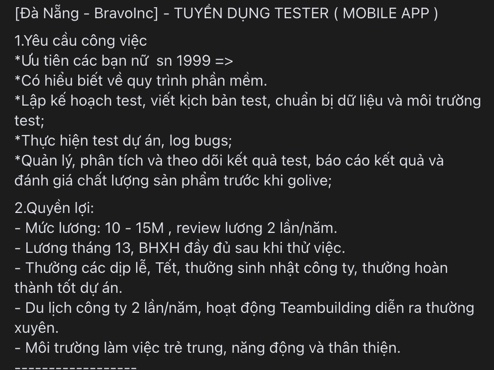 [Đà Nẵng - BravoInc] - TUYỂN DỤNG TESTER ( MOBILE APP )
1.Yêu cầu công việc
*Ưu tiên các bạn nữ  sn 1999 =>
*Có hiểu biết về quy trình phần mềm.
*Lập kế hoạch test, viết kịch bản test, chuẩn bị dữ liệu và môi trường
test;
*Thực hiện test dự án, log bugs;
*Quản lý, phân tích và theo dõi kết quả test, báo cáo kết quả và
đánh giá chất lượng sản phẩm trước khi golive;
2.Quyền lợi:
- Mức lương: 10 - 15M , review lương 2 lần/năm.
- Lương tháng 13, BHXH đầy đủ sau khi thử việc.
- Thưởng các dịp lễ, Tết, thưởng sinh nhật công ty, thưởng hoàn
thành tốt dự án.
- Du lịch công ty 2 lần/năm, hoạt động Teambuilding diễn ra thường
xuyên.
- Môi trường làm việc trẻ trung, năng động và thân thiện.
------------------